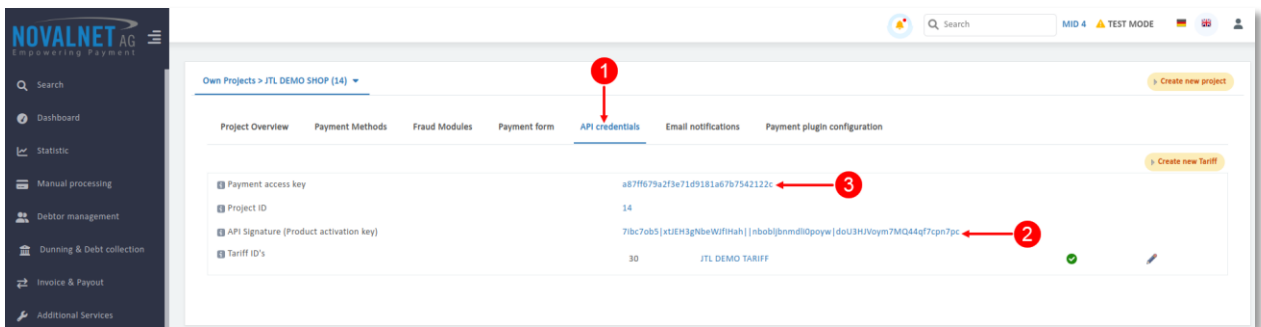 NOVALNET AG
Empowering Payment
Search
MID 4
TEST MODE
Search
Dashboard
Statistic
Manual processing
Debtor management
Dunning & Debt collection
Invoice & Payout
Additional Services
Own Projects > JTL DEMO SHOP (14)
1
Create new project
Project Overview Payment Methods Fraud Modules Payment form API credentials Email notifications Payment plugin configuration
Create new Tariff
Payment access key a87ff679a2f3e71d9181a67b7542122c 3
Project ID 14
API Signature (Product activation key) 7ibc7ob5|xtJEH3gNbeWJfIHah||nbobljbnmdli0poyw|doU3HJVoym7MQ44qf7cpn7pc 2
Tariff ID's 30 JTL DEMO TARIFF